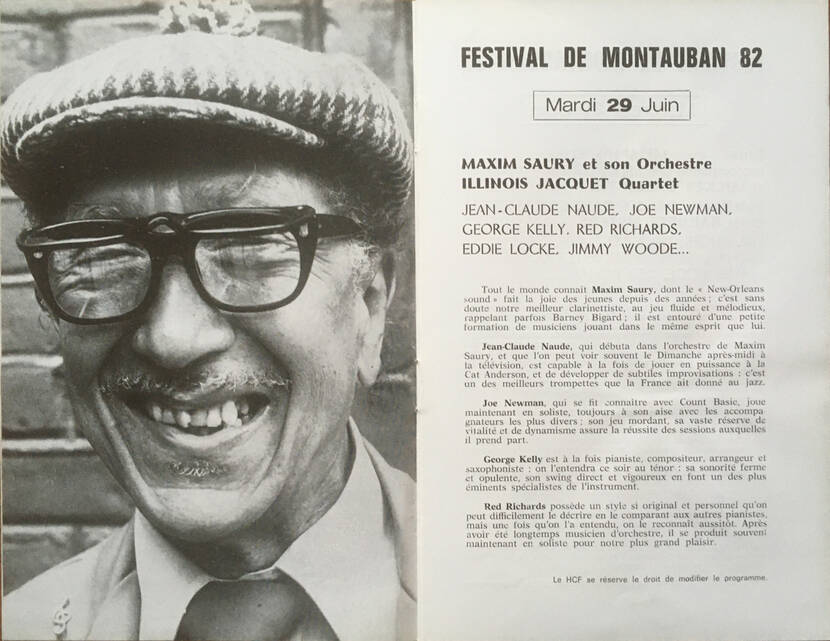 FESTIVAL DE MONTAUBAN 82
Mardi 29 Juin
MAXIM SAURY et son Orchestre
ILLINOIS JACQUET Quartet
JEAN-CLAUDE NAUDE, JOE NEWMAN,
GEORGE KELLY, RED RICHARDS,
EDDIE LOCKE, JIMMY WOODE...
Tout le monde connait Maxim Saury, dont le « New-Orleans
sound » fait la joie des jeunes depuis des années ; c'est sans
doute notre meilleur clarinettiste, au jeu fluide et mélodieux,
rappelant parfois Barney Bigard ; il est entouré d'une petite
formation de musiciens jouant dans le même esprit que lui.
Jean-Claude Naude, qui débuta dans l'orchestre de Maxim
Saury, et que l'on peut voir souvent le Dimanche après-midi à
la télévision, est capable à la fois de jouer en puissance à la
Cat Anderson, et de développer de subtiles improvisations : c'est
un des meilleurs trompettes que la France ait donné au jazz.
Joe Newman, qui se fit connaitre avec Count Basie, joue
maintenant en soliste, toujours à son aise avec les accompa-
gnateurs les plus divers ; son jeu mordant, sa vaste réserve de
vitalité et de dynamisme assure la réussite des sessions auxquelles
il prend part.
George Kelly est à la fois pianiste, compositeur, arrangeur et
saxophoniste : on l'entendra ce soir au ténor : sa sonorité ferme
et opulente, son swing direct et vigoureux en font un des plus
éminents spécialistes de l'instrument.
Red Richards possède un style si original et personnel qu'on
peut difficilement le décrire en le comparant aux autres pianistes,
mais une fois qu'on l'a entendu, on le reconnaît aussitôt. Après
avoir été longtemps musicien d'orchestre, il se produit souvent
maintenant en soliste pour notre plus grand plaisir.
Le HCF se réserve le droit de modifier le programme.